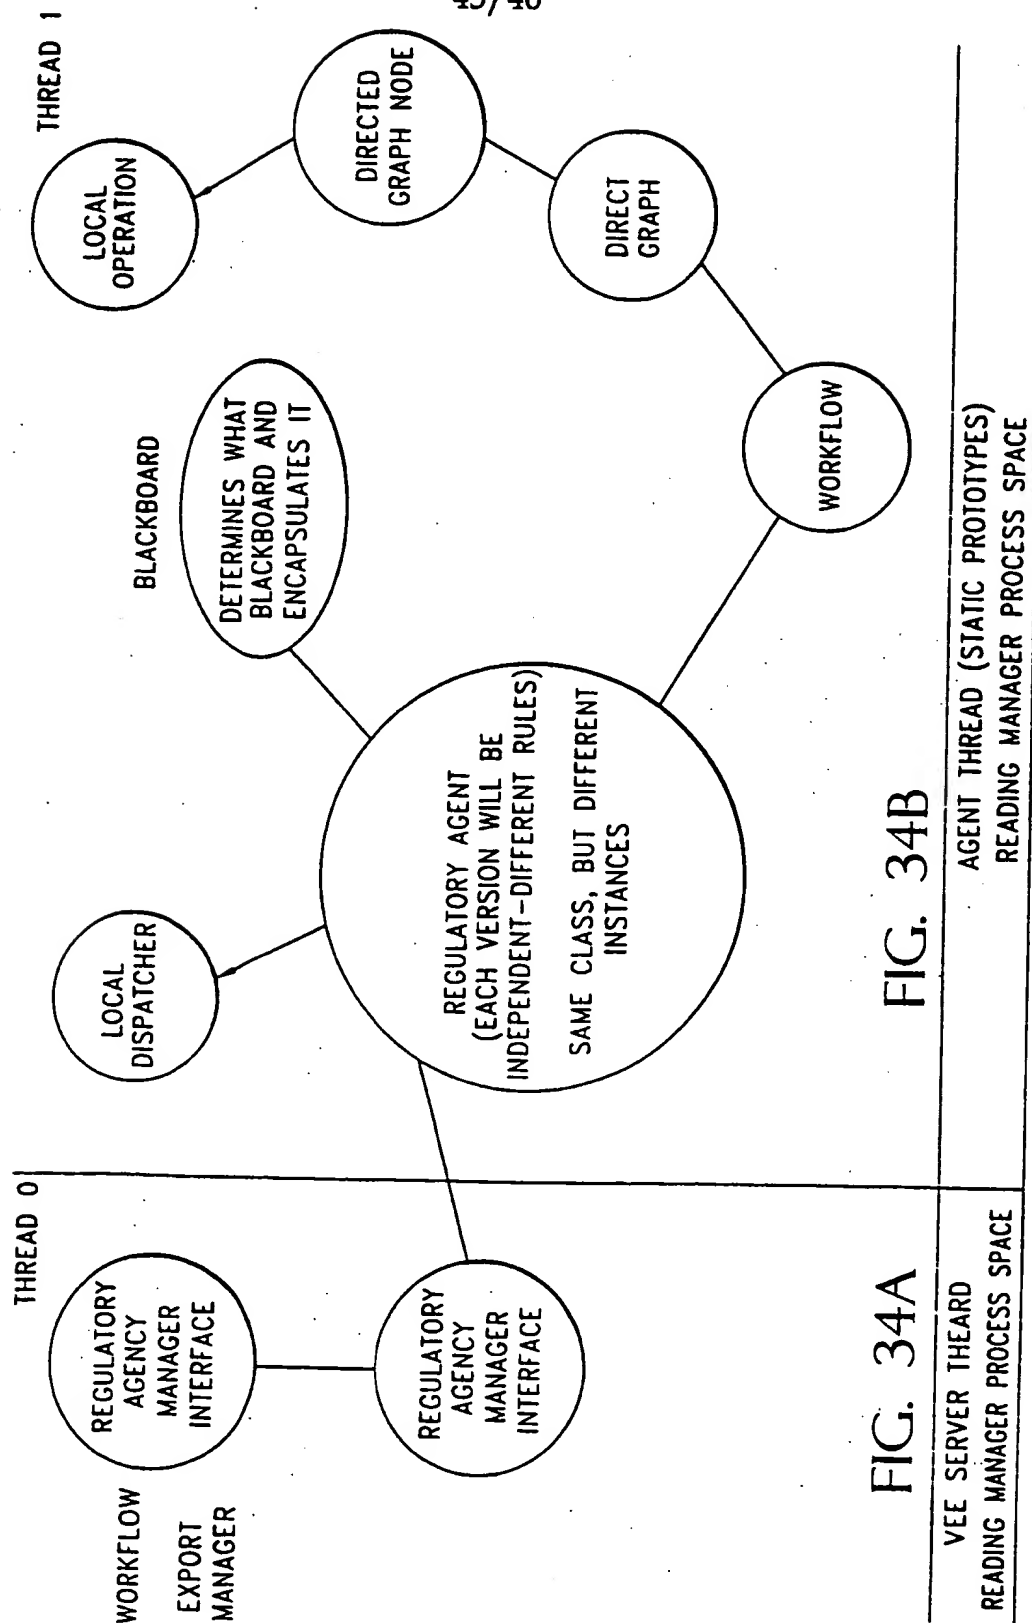 45/46
THREAD 0
THREAD 1
WORKFLOW
EXPORT
MANAGER
REGULATORY
AGENCY
MANAGER
INTERFACE
REGULATORY
AGENCY
MANAGER
INTERFACE
LOCAL
DISPATCHER
REGULATORY AGENT
(EACH VERSION WILL BE
INDEPENDENT-DIFFERENT RULES)
SAME CLASS, BUT DIFFERENT
INSTANCES
BLACKBOARD
DETERMINES WHAT
BLACKBOARD AND
ENCAPSULATES IT
LOCAL
OPERATION
DIRECTED
GRAPH NODE
DIRECT
GRAPH
WORKFLOW
FIG. 34A
FIG. 34B
VEE SERVER THEARD
READING MANAGER PROCESS SPACE
AGENT THREAD (STATIC PROTOTYPES)
READING MANAGER PROCESS SPACE